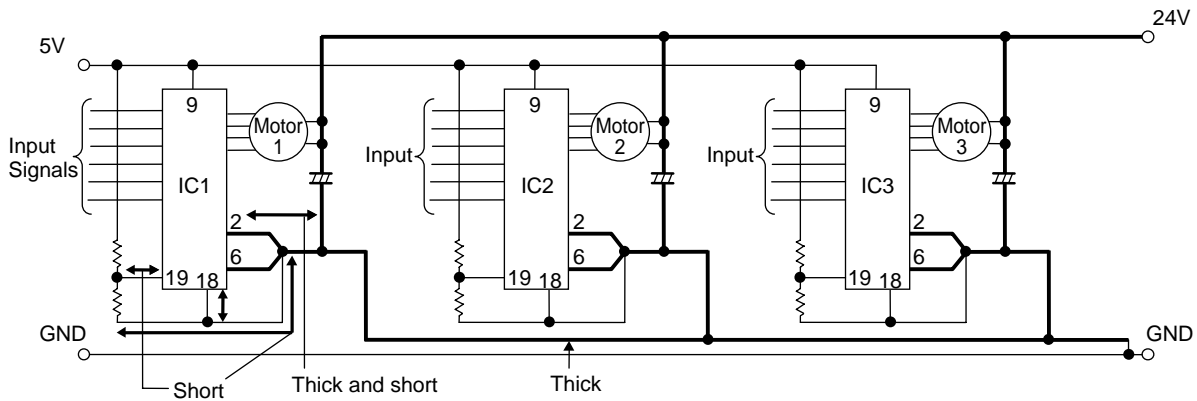 24V
5V
9
9
9
Input
Signals
Motor
1
Input
Motor
2
Input
Motor
3
IC1
IC2
IC3
2
2
2
6
6
6
19
18
19
18
19
18
GND
GND
Short
Thick and short
Thick